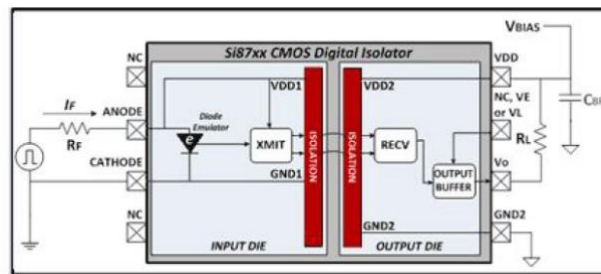 Si87xx CMOS Digital Isolator
VBIAS
NC
VDD
VDD1
VDD2
IF
ANODE
Diode
Emulator
e
XMIT
ISOLATION
ISOLATION
RECV
NC, VE
or VL
RF
RL
CATHODE
Vo
OUTPUT
BUFFER
GND1
GND2
GND2
NC
INPUT DIE
OUTPUT DIE